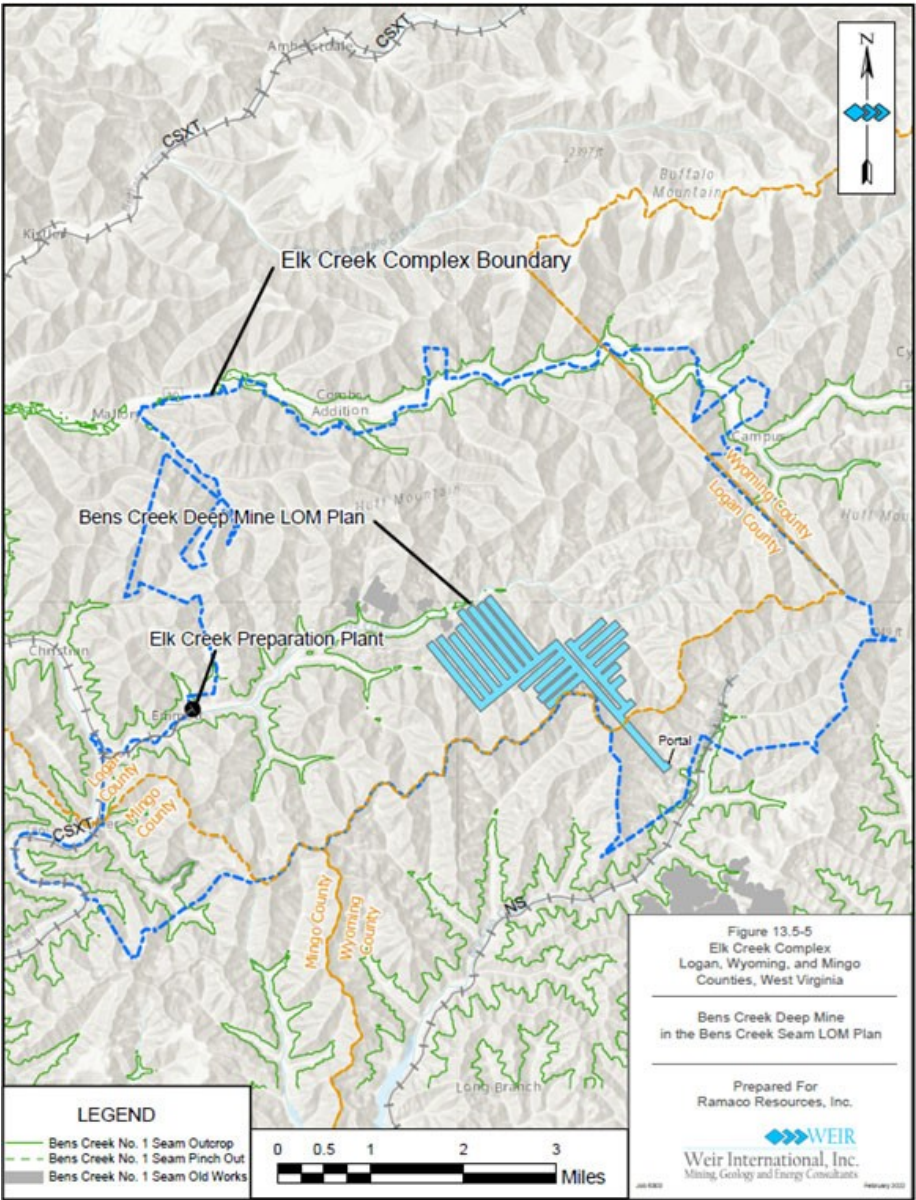 CSXT
Amherstdale
N
CSXT
2197 ft
Buffalo
Mountain
Elk Creek Complex Boundary
Combs
Addition
Mallory
Campus
Wyoming County
Logan County
Huff Mountain
Bens Creek Deep Mine LOM Plan
Elk Creek Preparation Plant
Christian
Portal
Logan
County
Mingo
County
CSXT
Mingo County
Wyoming
County
NS
Long Branch
Figure 13.5-5
Elk Creek Complex
Logan, Wyoming, and Mingo
Counties, West Virginia
Bens Creek Deep Mine
in the Bens Creek Seam LOM Plan
Prepared For
Ramaco Resources, Inc.
WEIR
Weir International, Inc.
Mining, Geology and Energy Consultants
February 2022
LEGEND
Bens Creek No. 1 Seam Outcrop
Bens Creek No. 1 Seam Pinch Out
Bens Creek No. 1 Seam Old Works
0 0.5 1 2 3
Miles